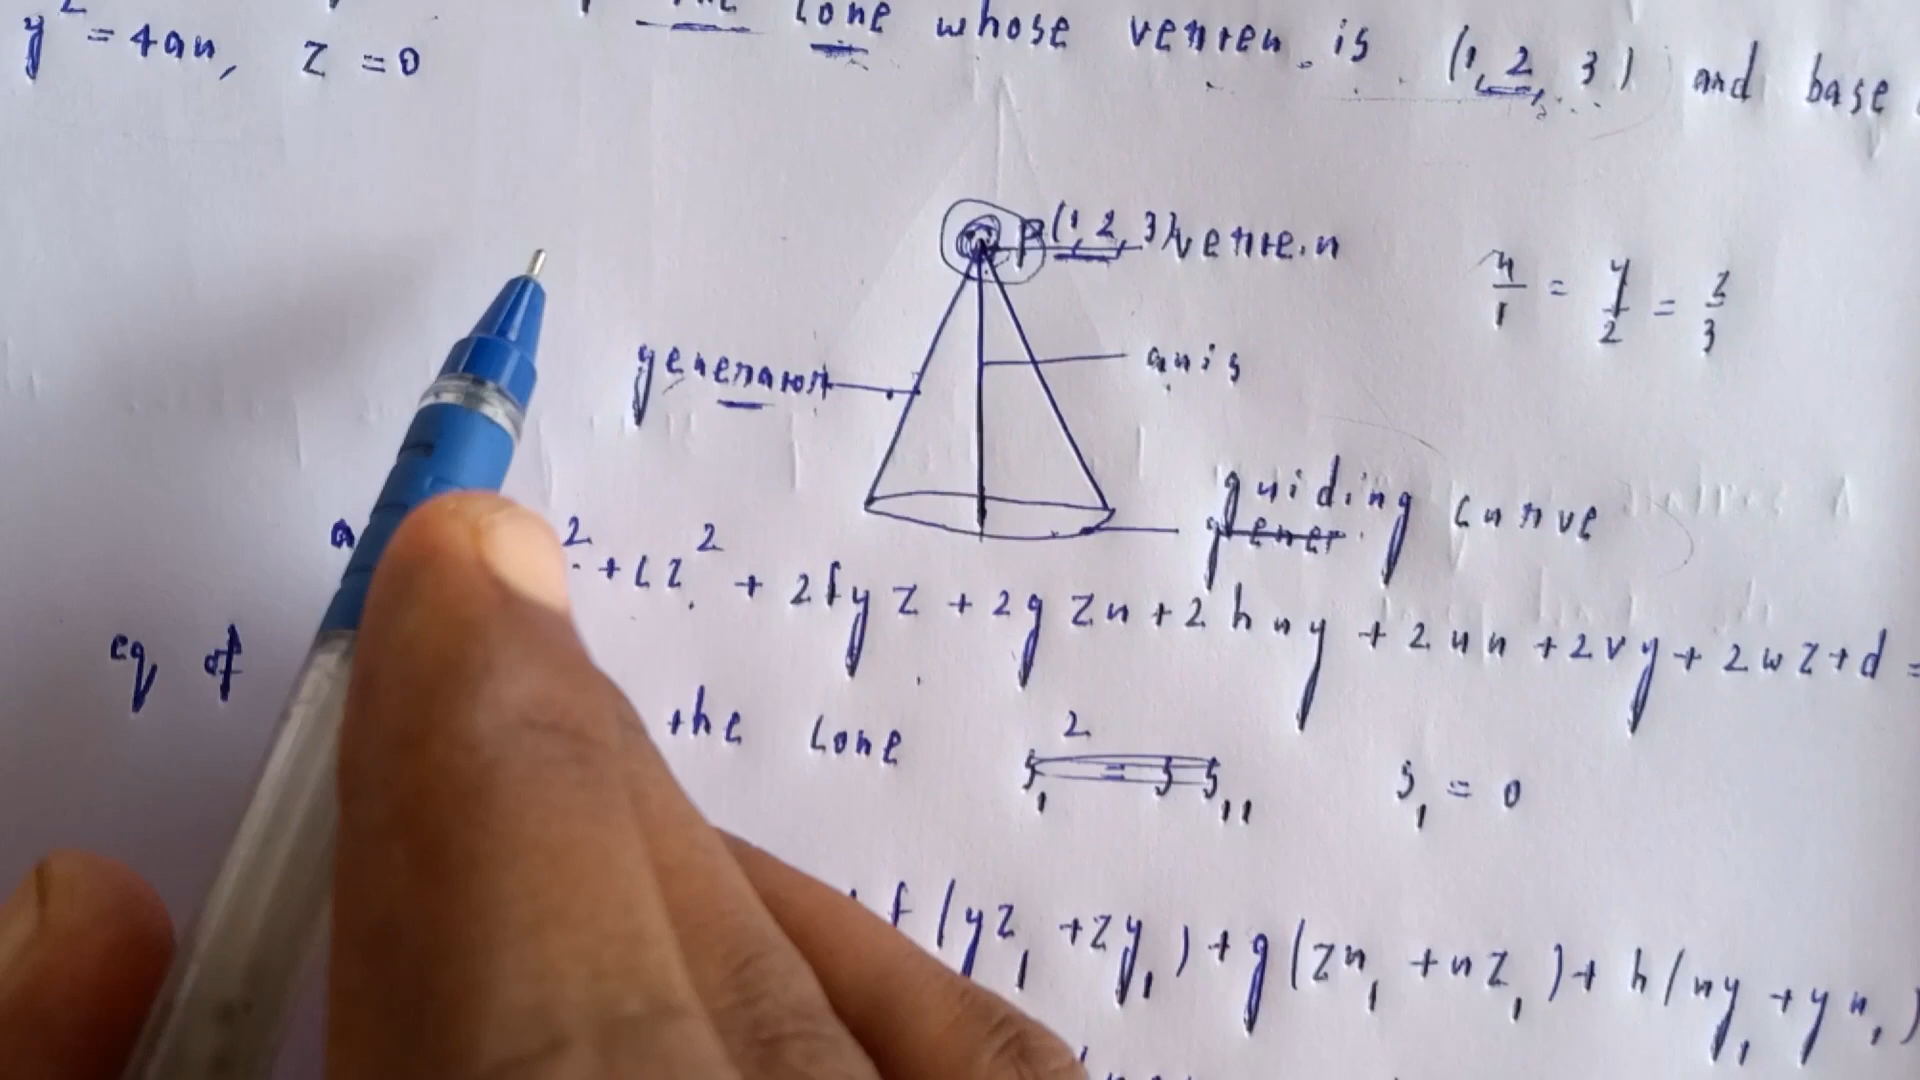 cone whose vertex is (1, 2, 3) and base
y² = 4ax, z = 0
P(1, 2, 3) vertex
x/1 = y/2 = z/3
generator
axis
guiding curve
gener
a ² + cz² + 2fyz + 2gzx + 2hxy + 2ux + 2vy + 2wz + d =
eq of the cone S₁² = S S₁₁ S₁ = 0
f(yz₁ + zy₁) + g(zx₁ + xz₁) + h(xy₁ + yx₁)